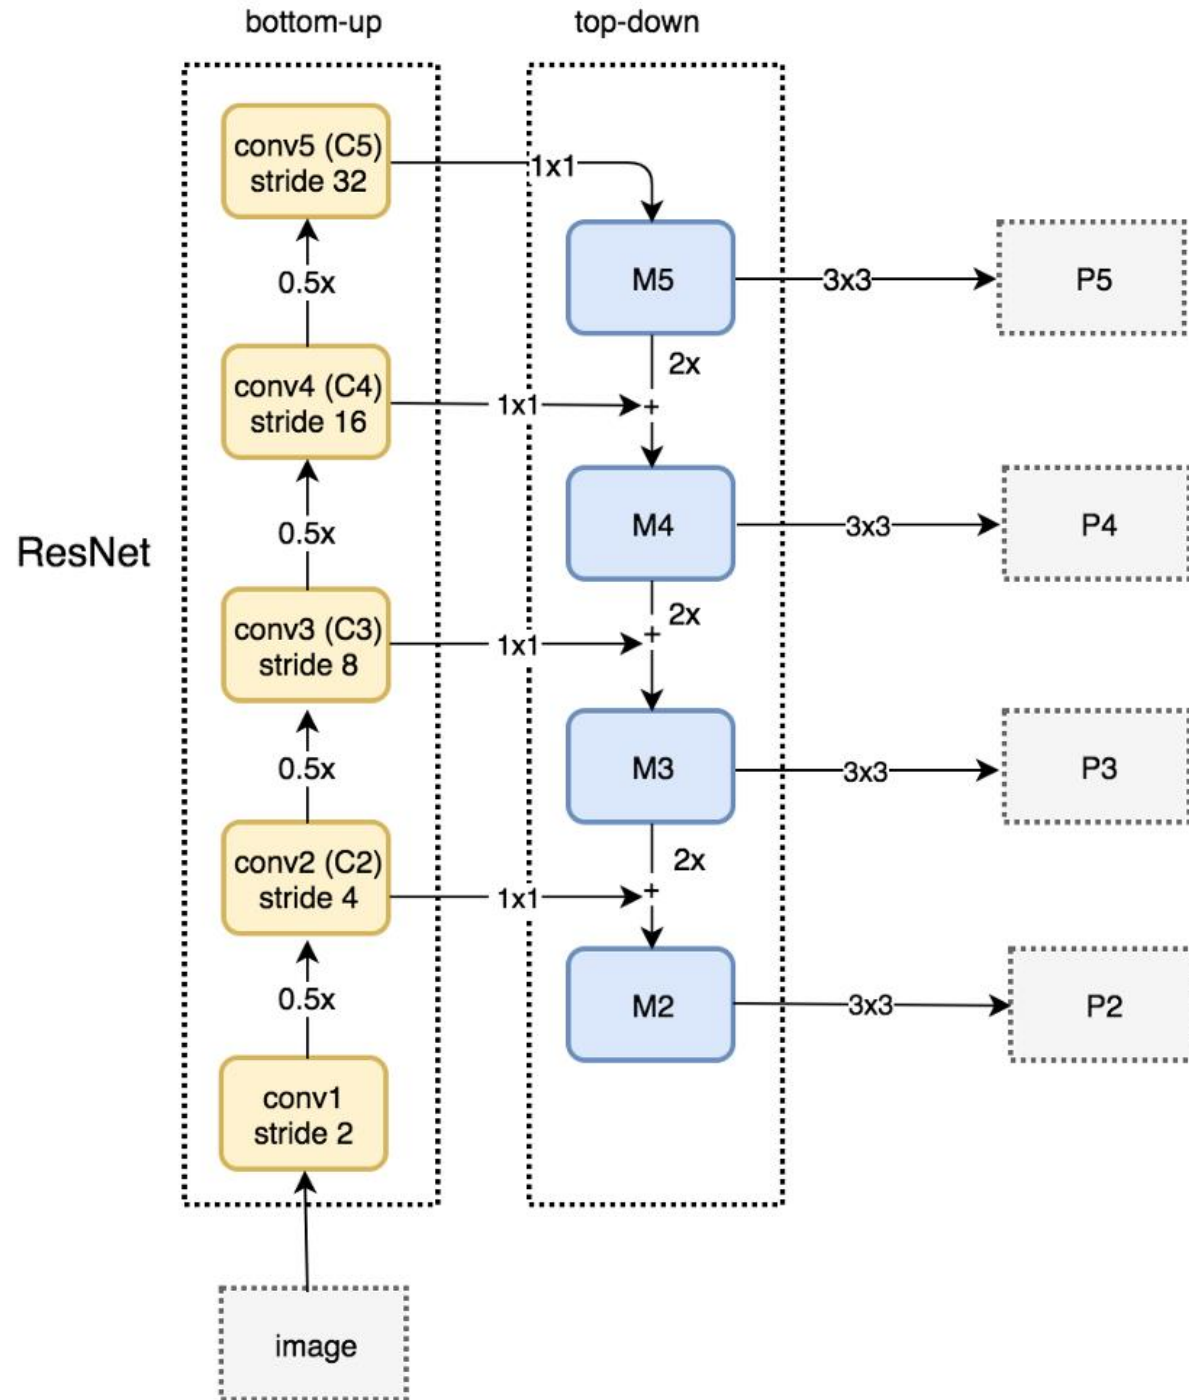 bottom-up
top-down
conv5 (C5)
stride 32
1x1
M5
3x3
P5
0.5x
2x
conv4 (C4)
stride 16
1x1
+
M4
3x3
P4
ResNet
0.5x
2x
conv3 (C3)
stride 8
1x1
+
M3
3x3
P3
0.5x
2x
conv2 (C2)
stride 4
1x1
+
M2
3x3
P2
0.5x
conv1
stride 2
image